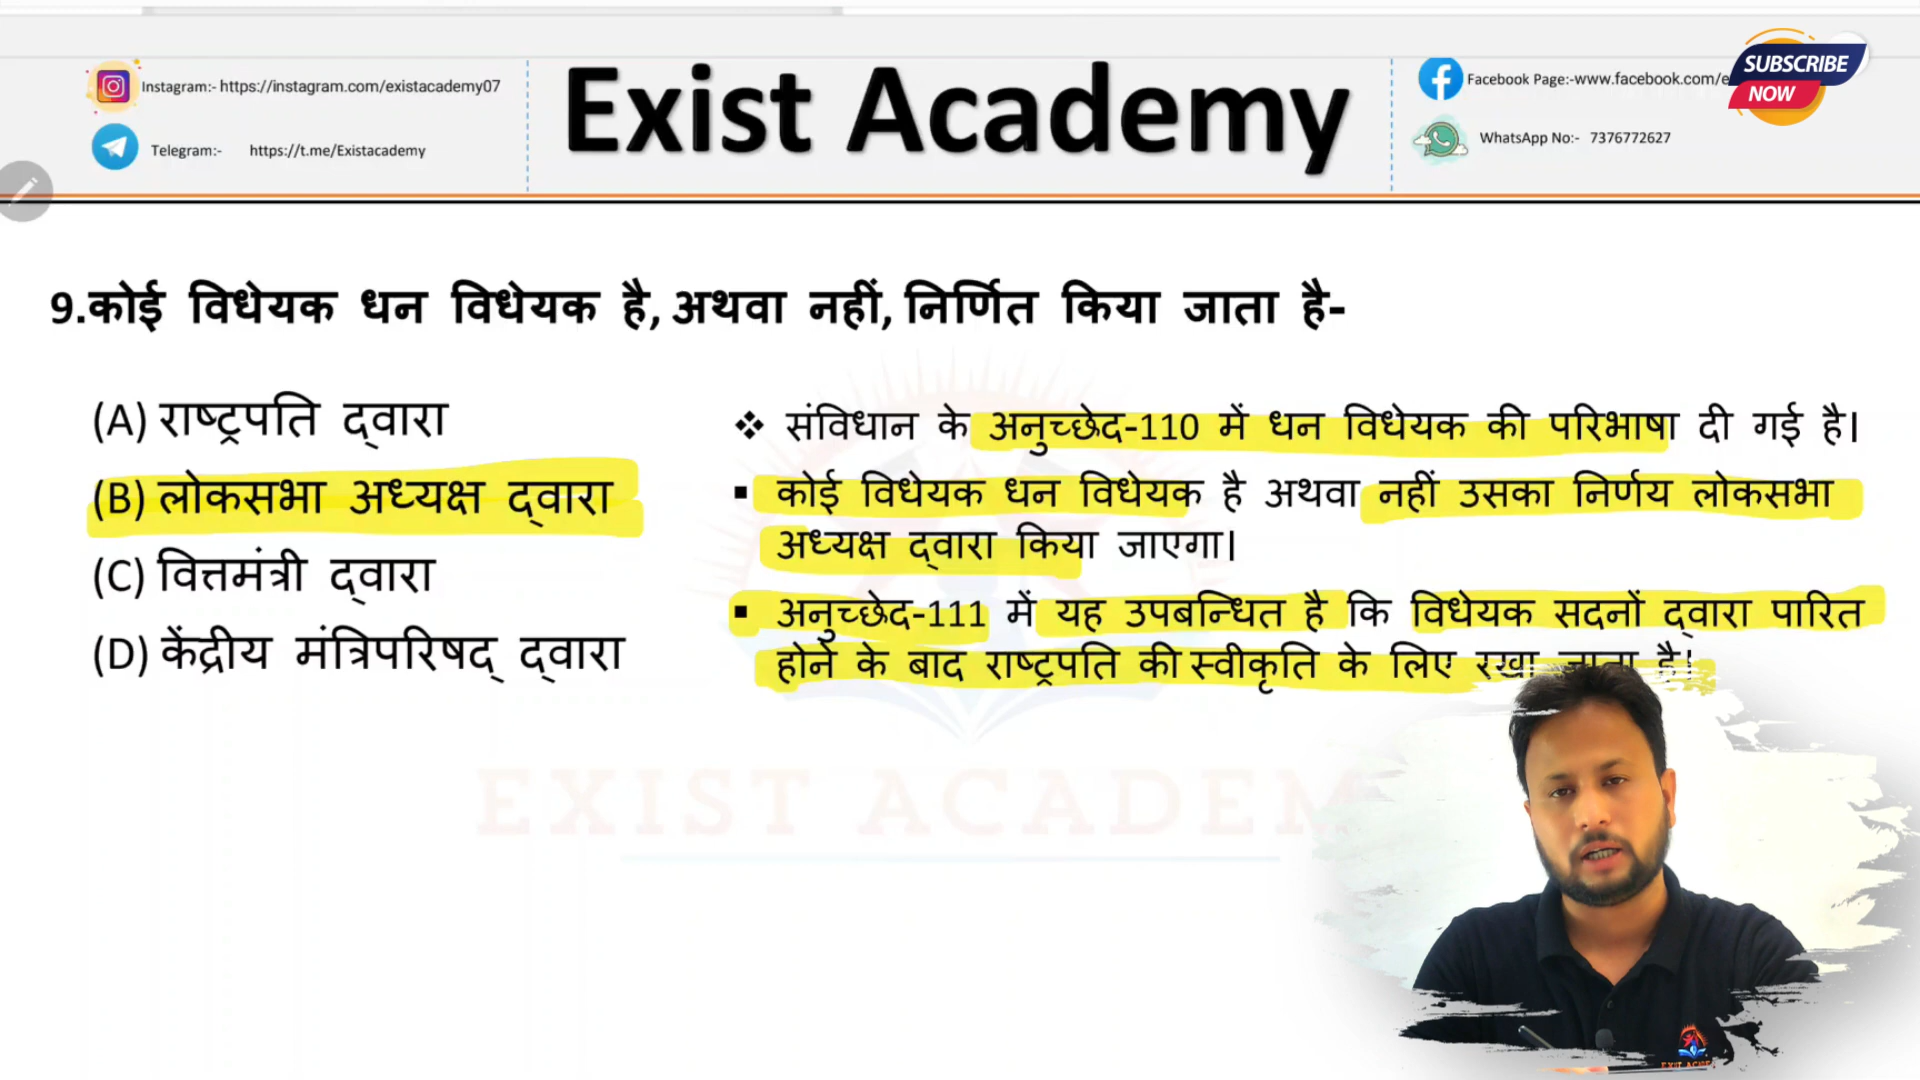 Instagram:- https://instagram.com/existacademy07
Telegram:- https://t.me/Existacademy
Exist Academy
Facebook Page:-www.facebook.com/e
WhatsApp No:- 7376772627
SUBSCRIBE
NOW
9.कोई विधेयक धन विधेयक है, अथवा नहीं, निर्णित किया जाता है-
(A) राष्ट्रपति द्वारा
(B) लोकसभा अध्यक्ष द्वारा
(C) वित्तमंत्री द्वारा
(D) केंद्रीय मंत्रिपरिषद् द्वारा
❖ संविधान के अनुच्छेद-110 में धन विधेयक की परिभाषा दी गई है।
▪ कोई विधेयक धन विधेयक है अथवा नहीं उसका निर्णय लोकसभा
अध्यक्ष द्वारा किया जाएगा।
▪ अनुच्छेद-111 में यह उपबन्धित है कि विधेयक सदनों द्वारा पारित
होने के बाद राष्ट्रपति की स्वीकृति के लिए रखा जाता है।
EXIST ACADEM